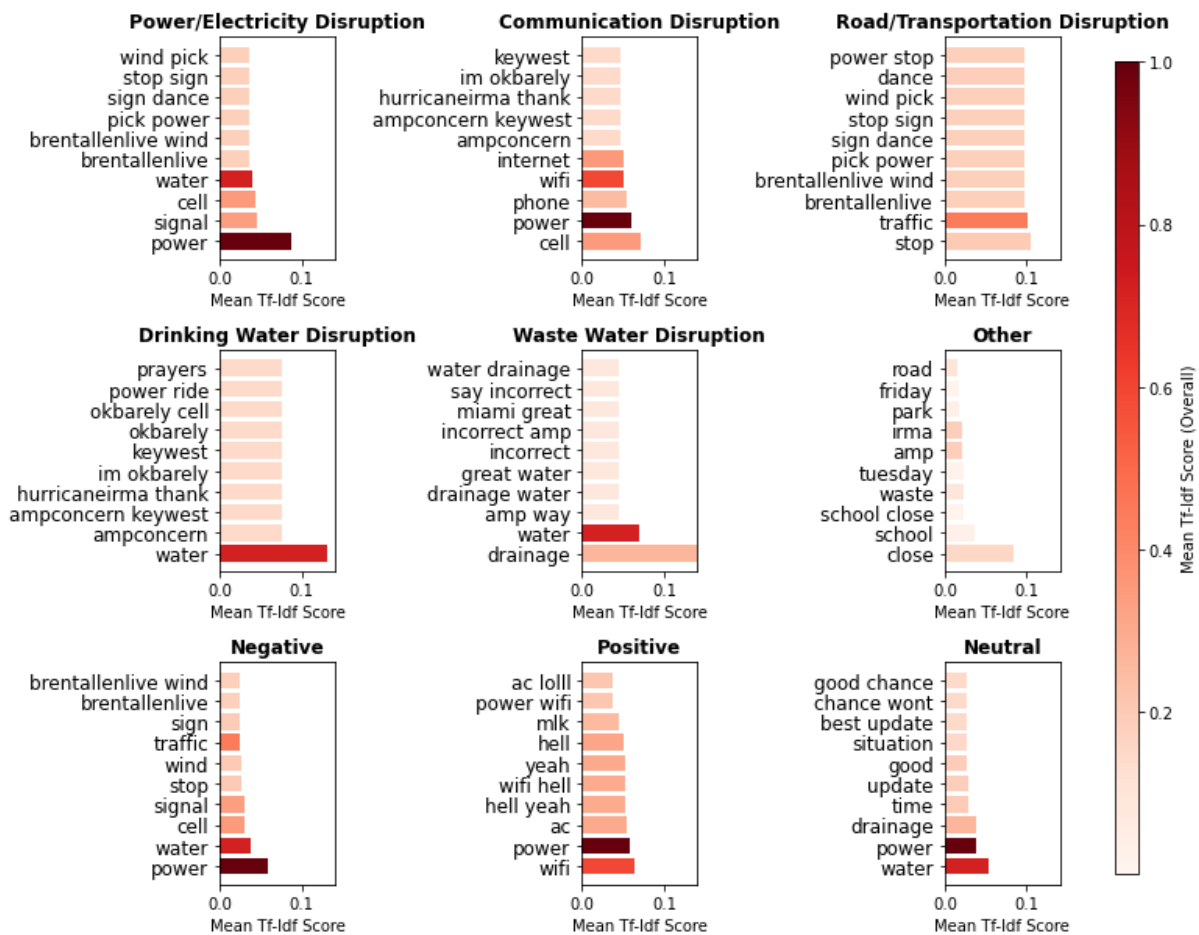 Power/Electricity Disruption
wind pick
stop sign
sign dance
pick power
brentallenlive wind
brentallenlive
water
cell
signal
power
0.0 0.1
Mean Tf-Idf Score
Communication Disruption
keywest
im okbarely
hurricaneirma thank
ampconcern keywest
ampconcern
internet
wifi
phone
power
cell
0.0 0.1
Mean Tf-Idf Score
Road/Transportation Disruption
power stop
dance
wind pick
stop sign
sign dance
pick power
brentallenlive wind
brentallenlive
traffic
stop
0.0 0.1
Mean Tf-Idf Score
Drinking Water Disruption
prayers
power ride
okbarely cell
okbarely
keywest
im okbarely
hurricaneirma thank
ampconcern keywest
ampconcern
water
0.0 0.1
Mean Tf-Idf Score
Waste Water Disruption
water drainage
say incorrect
miami great
incorrect amp
incorrect
great water
drainage water
amp way
water
drainage
0.0 0.1
Mean Tf-Idf Score
Other
road
friday
park
irma
amp
tuesday
waste
school close
school
close
0.0 0.1
Mean Tf-Idf Score
Negative
brentallenlive wind
brentallenlive
sign
traffic
wind
stop
signal
cell
water
power
0.0 0.1
Mean Tf-Idf Score
Positive
ac lolll
power wifi
mlk
hell
yeah
wifi hell
hell yeah
ac
power
wifi
0.0 0.1
Mean Tf-Idf Score
Neutral
good chance
chance wont
best update
situation
good
update
time
drainage
power
water
0.0 0.1
Mean Tf-Idf Score
1.0
0.8
0.6
0.4
0.2
Mean Tf-Idf Score (Overall)